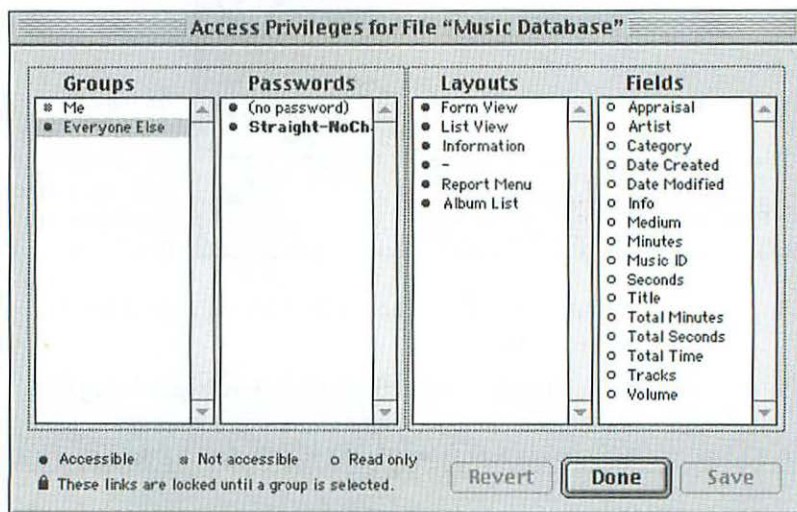 Access Privileges for File “Music Database”
Groups
Me
Everyone Else
Passwords
(no password)
Straight-NoCh
Layouts
Form View
List View
Information
-
Report Menu
Album List
Fields
Appraisal
Artist
Category
Date Created
Date Modified
Info
Medium
Minutes
Music ID
Seconds
Title
Total Minutes
Total Seconds
Total Time
Tracks
Volume
Accessible Not accessible Read only
These links are locked until a group is selected.
Revert Done Save